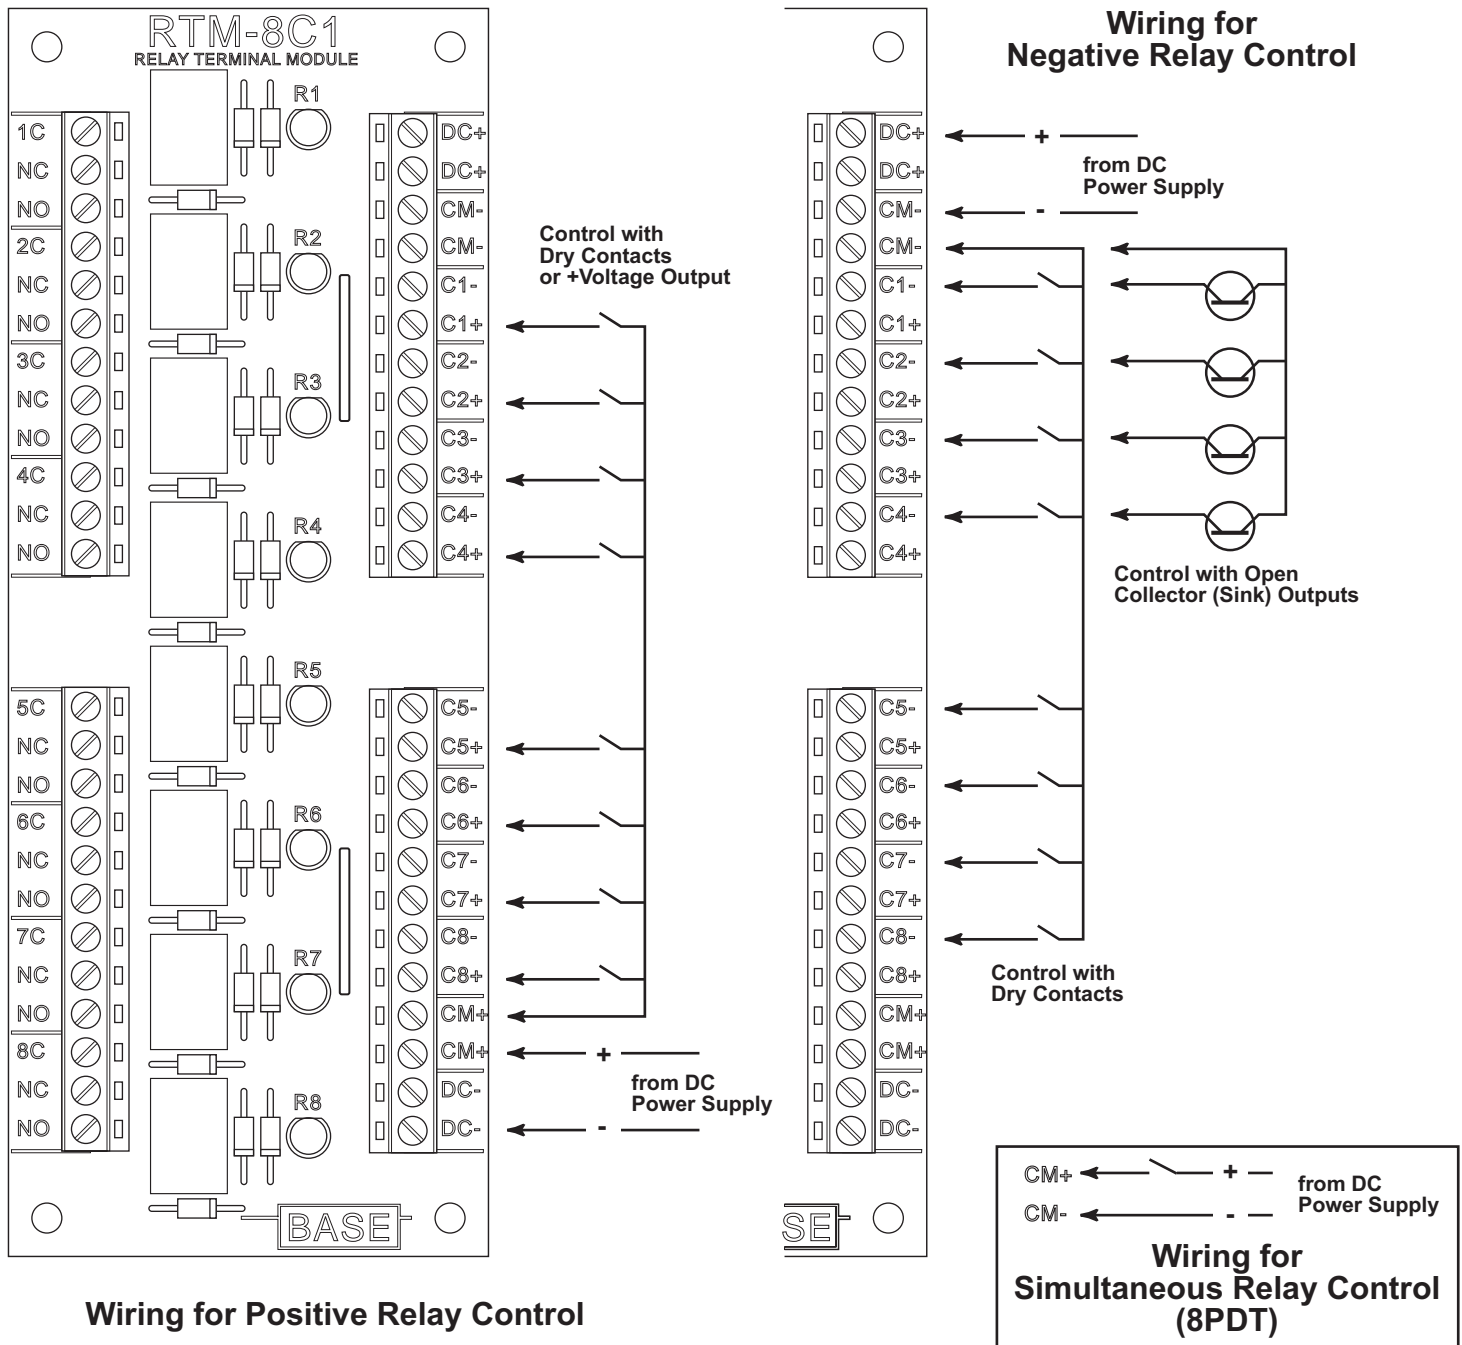 RTM-8C1
RELAY TERMINAL MODULE
1C
NC
NO
2C
NC
NO
3C
NC
NO
4C
NC
NO
5C
NC
NO
6C
NC
NO
7C
NC
NO
8C
NC
NO
R1
R2
R3
R4
R5
R6
R7
R8
BASE
DC+
DC+
CM-
CM-
C1-
C1+
C2-
C2+
C3-
C3+
C4-
C4+
C5-
C5+
C6-
C6+
C7-
C7+
C8-
C8+
CM+
CM+
DC-
DC-
Control with
Dry Contacts
or +Voltage Output
+
from DC
Power Supply
-
Wiring for Positive Relay Control
Wiring for
Negative Relay Control
DC+
DC+
CM-
CM-
C1-
C1+
C2-
C2+
C3-
C3+
C4-
C4+
C5-
C5+
C6-
C6+
C7-
C7+
C8-
C8+
CM+
CM+
DC-
DC-
SE
+
from DC
Power Supply
-
Control with Open
Collector (Sink) Outputs
Control with
Dry Contacts
CM+ +
from DC
Power Supply
CM- -
Wiring for
Simultaneous Relay Control
(8PDT)